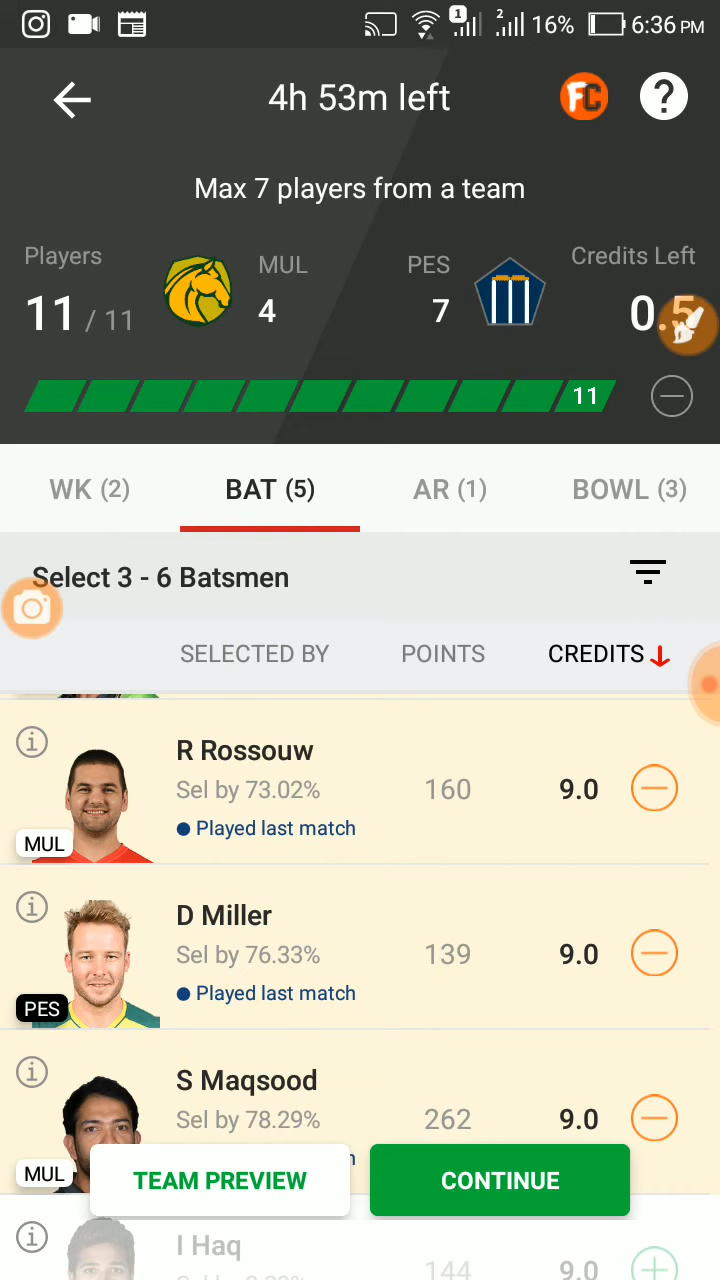 1 2 16% 6:36 PM
4h 53m left FC ?
Max 7 players from a team
Players MUL PES Credits Left
11 / 11 4 7 0.5
11
WK (2) BAT (5) AR (1) BOWL (3)
Select 3 - 6 Batsmen
SELECTED BY POINTS CREDITS
R Rossouw
Sel by 73.02% 160 9.0
Played last match
MUL
D Miller
Sel by 76.33% 139 9.0
Played last match
PES
S Maqsood
Sel by 78.29% 262 9.0
MUL
TEAM PREVIEW CONTINUE
I Haq
144 9.0